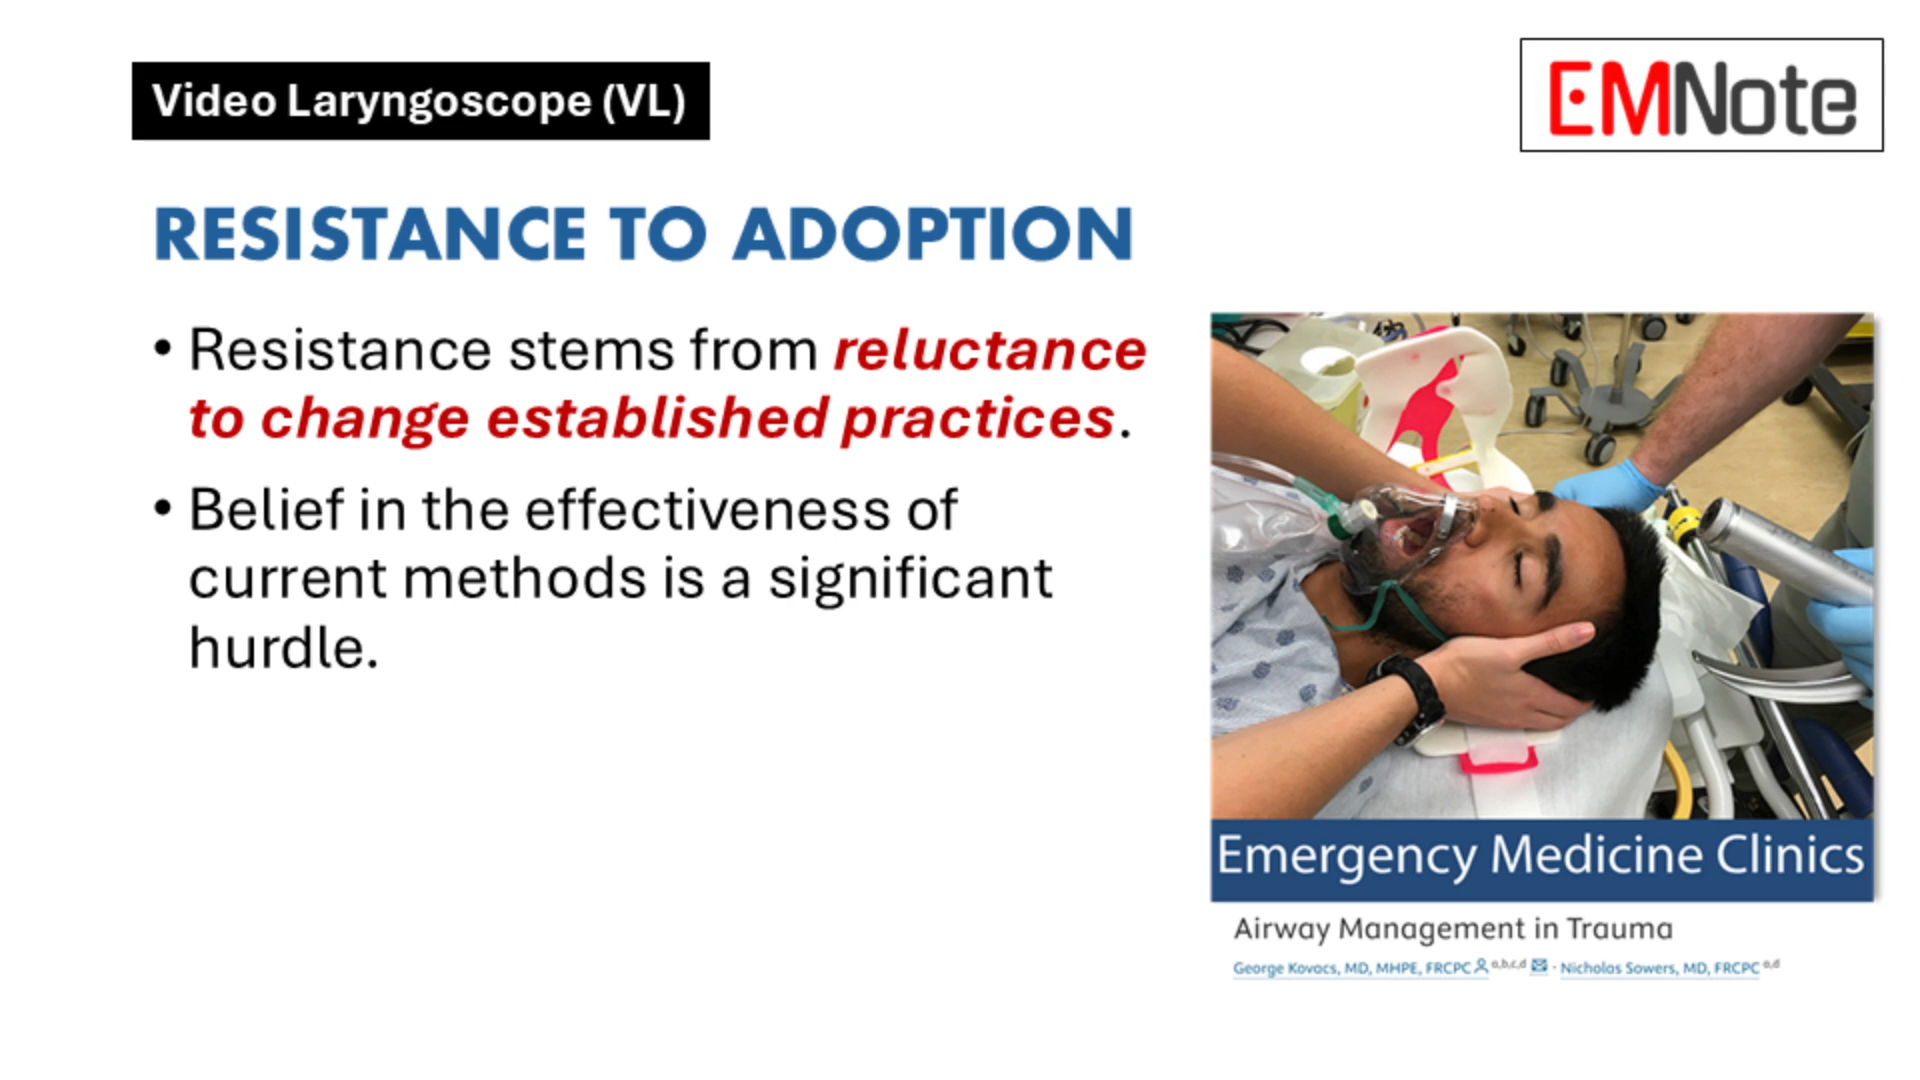 Video Laryngoscope (VL)
EMNote
RESISTANCE TO ADOPTION
• Resistance stems from reluctance
to change established practices.
• Belief in the effectiveness of
current methods is a significant
hurdle.
Emergency Medicine Clinics
Airway Management in Trauma
George Kovacs, MD, MHPE, FRCPC a,b,c,d · Nicholas Sowers, MD, FRCPC a,d